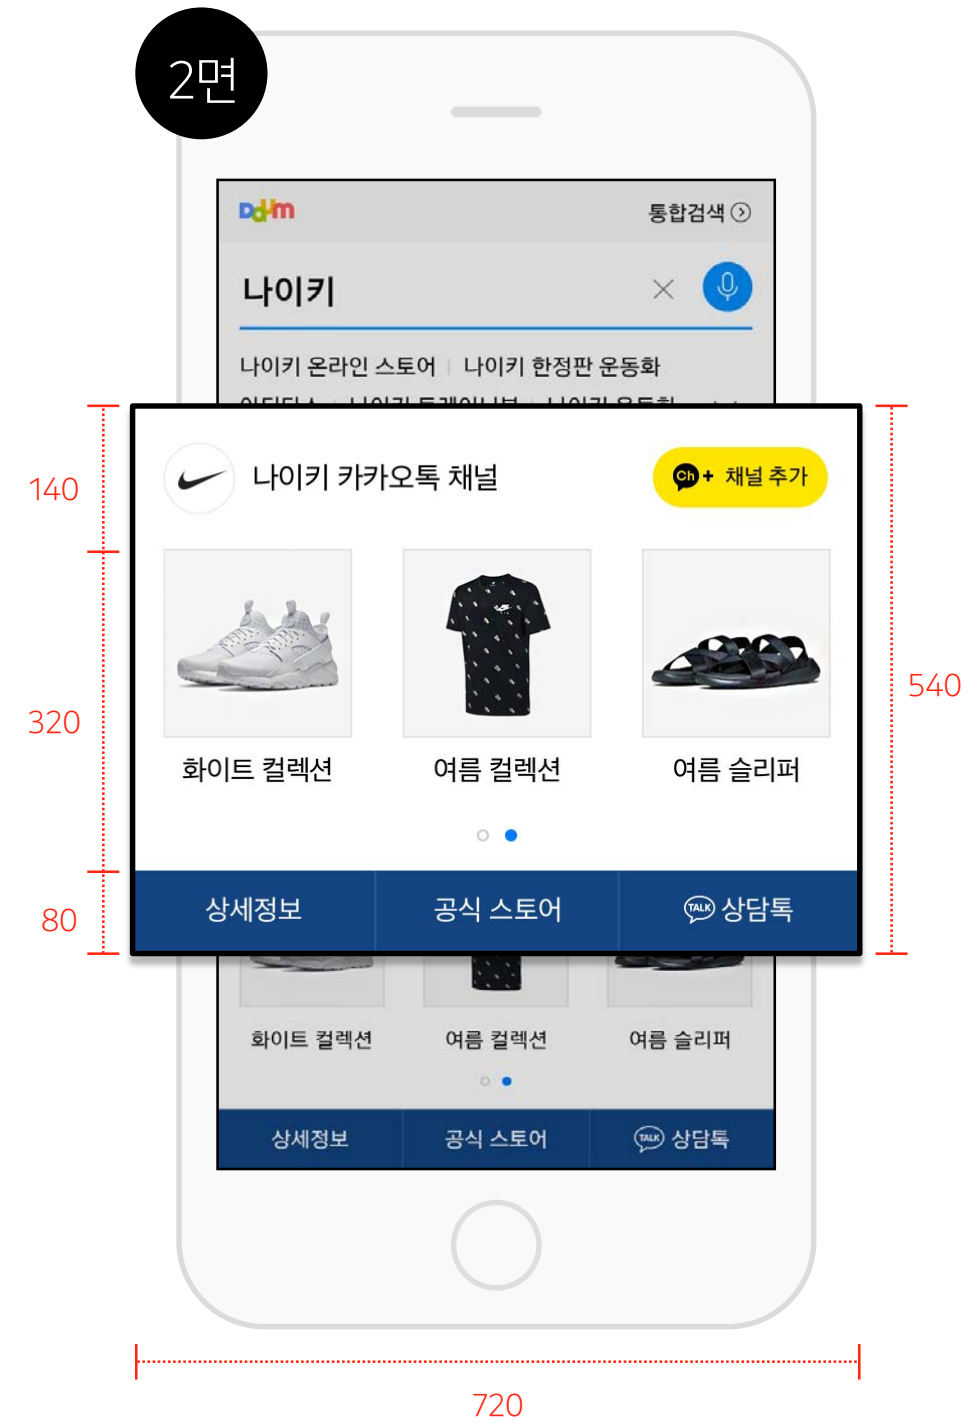 2면
Daum
통합검색
나이키
나이키 온라인 스토어 | 나이키 한정판 운동화
140
나이키 카카오톡 채널
Ch+ 채널 추가
320
540
화이트 컬렉션
여름 컬렉션
여름 슬리퍼
80
상세정보
공식 스토어
TALK 상담톡
화이트 컬렉션
여름 컬렉션
여름 슬리퍼
상세정보
공식 스토어
TALK 상담톡
720